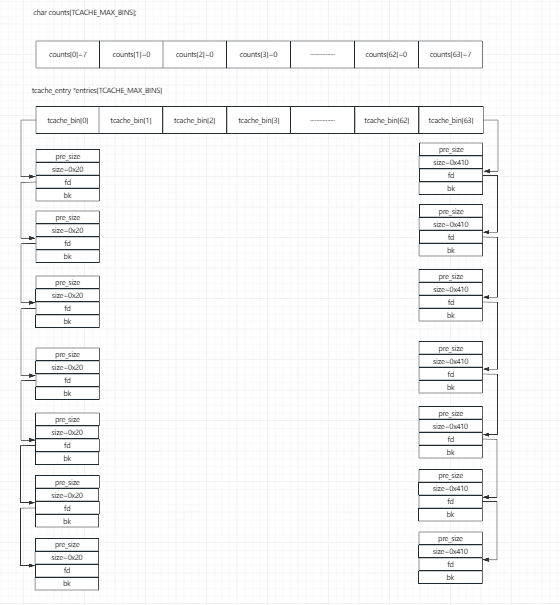 char counts[TCACHE_MAX_BINS];
counts[0]=7 counts[1]=0 counts[2]=0 counts[3]=0 ---------- counts[62]=0 counts[63]=7
tcache_entry *entries[TCACHE_MAX_BINS]
tcache_bin[0] tcache_bin[1] tcache_bin[2] tcache_bin[3] ---------- tcache_bin[62] tcache_bin[63]
pre_size
size=0x20
fd
bk
pre_size
size=0x20
fd
bk
pre_size
size=0x20
fd
bk
pre_size
size=0x20
fd
bk
pre_size
size=0x20
fd
bk
pre_size
size=0x20
fd
bk
pre_size
size=0x20
fd
bk
pre_size
size=0x410
fd
bk
pre_size
size=0x410
fd
bk
pre_size
size=0x410
fd
bk
pre_size
size=0x410
fd
bk
pre_size
size=0x410
fd
bk
pre_size
size=0x410
fd
bk
pre_size
size=0x410
fd
bk